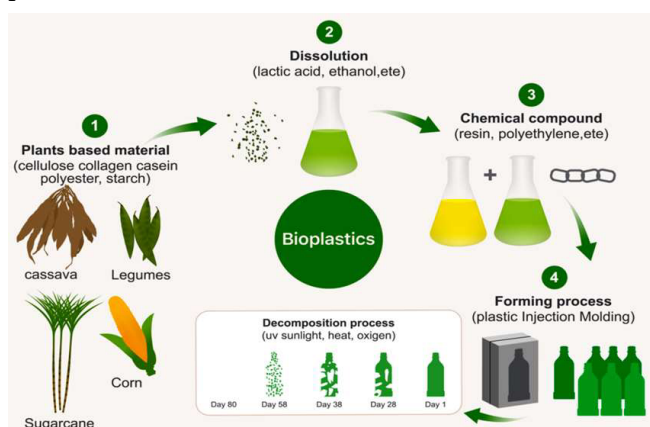 1
Plants based material
(cellulose collagen casein
polyester, starch)
cassava
Legumes
Sugarcane
Corn
2
Dissolution
(lactic acid, ethanol,ete)
3
Chemical compound
(resin, polyethylene,ete)
+
Bioplastics
4
Forming process
(plastic Injection Molding)
Decomposition process
(uv sunlight, heat, oxigen)
Day 80 Day 58 Day 38 Day 28 Day 1